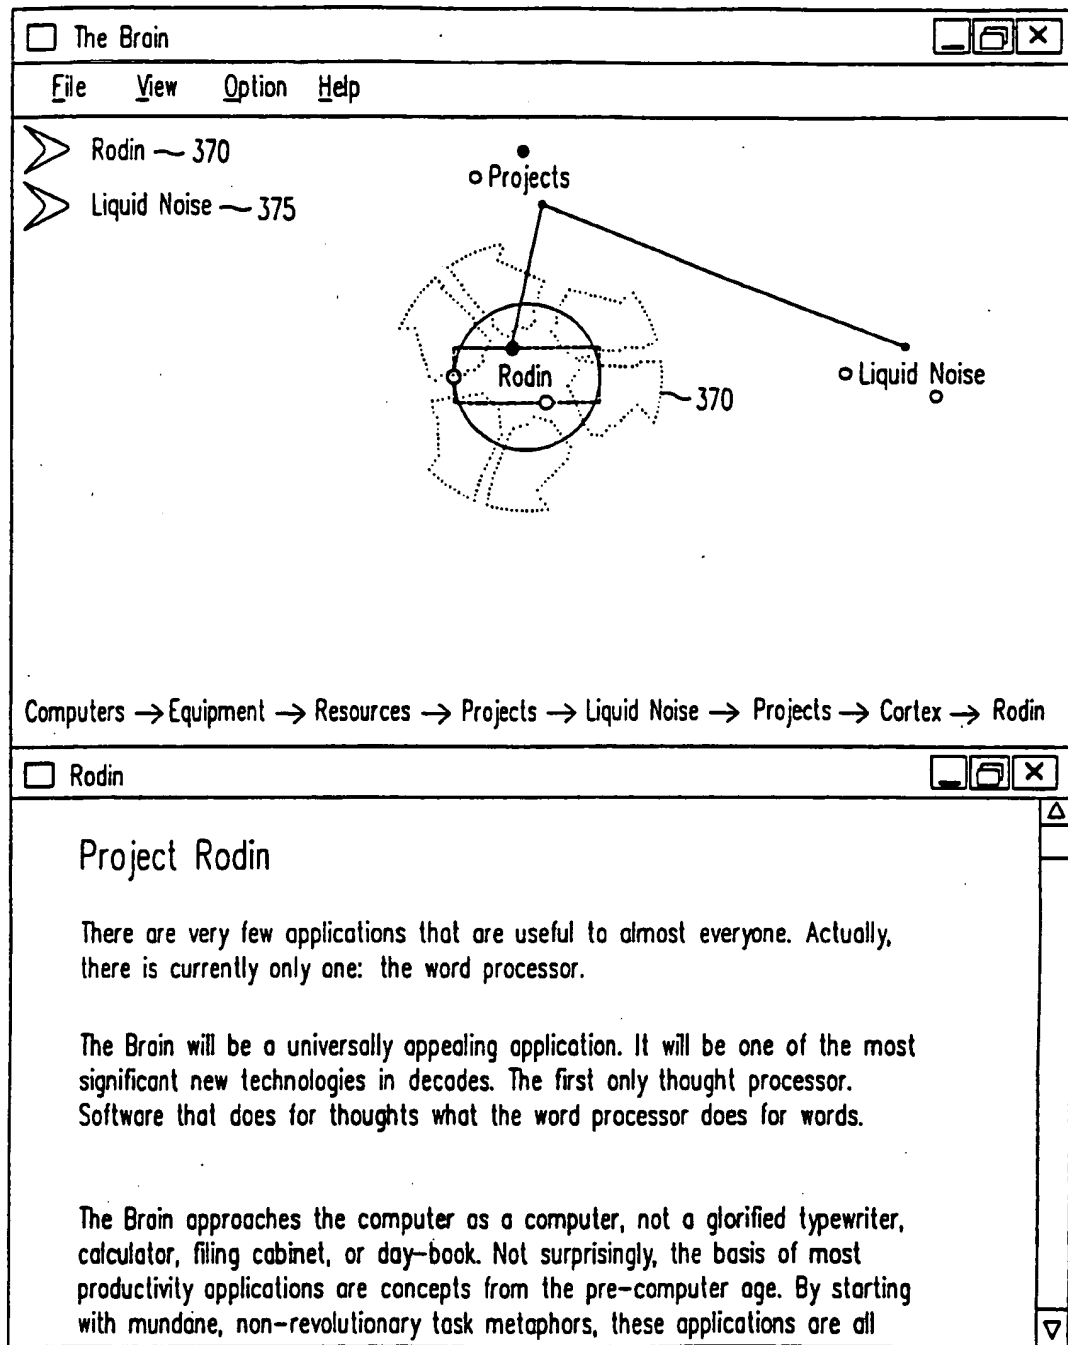 The Brain
File View Option Help
Rodin 370
Liquid Noise 375
Projects
Rodin
370
Liquid Noise
Computers → Equipment → Resources → Projects → Liquid Noise → Projects → Cortex → Rodin
Rodin
Project Rodin
There are very few applications that are useful to almost everyone. Actually,
there is currently only one: the word processor.
The Brain will be a universally appealing application. It will be one of the most
significant new technologies in decades. The first only thought processor.
Software that does for thoughts what the word processor does for words.
The Brain approaches the computer as a computer, not a glorified typewriter,
calculator, filing cabinet, or day-book. Not surprisingly, the basis of most
productivity applications are concepts from the pre-computer age. By starting
with mundane, non-revolutionary task metaphors, these applications are all